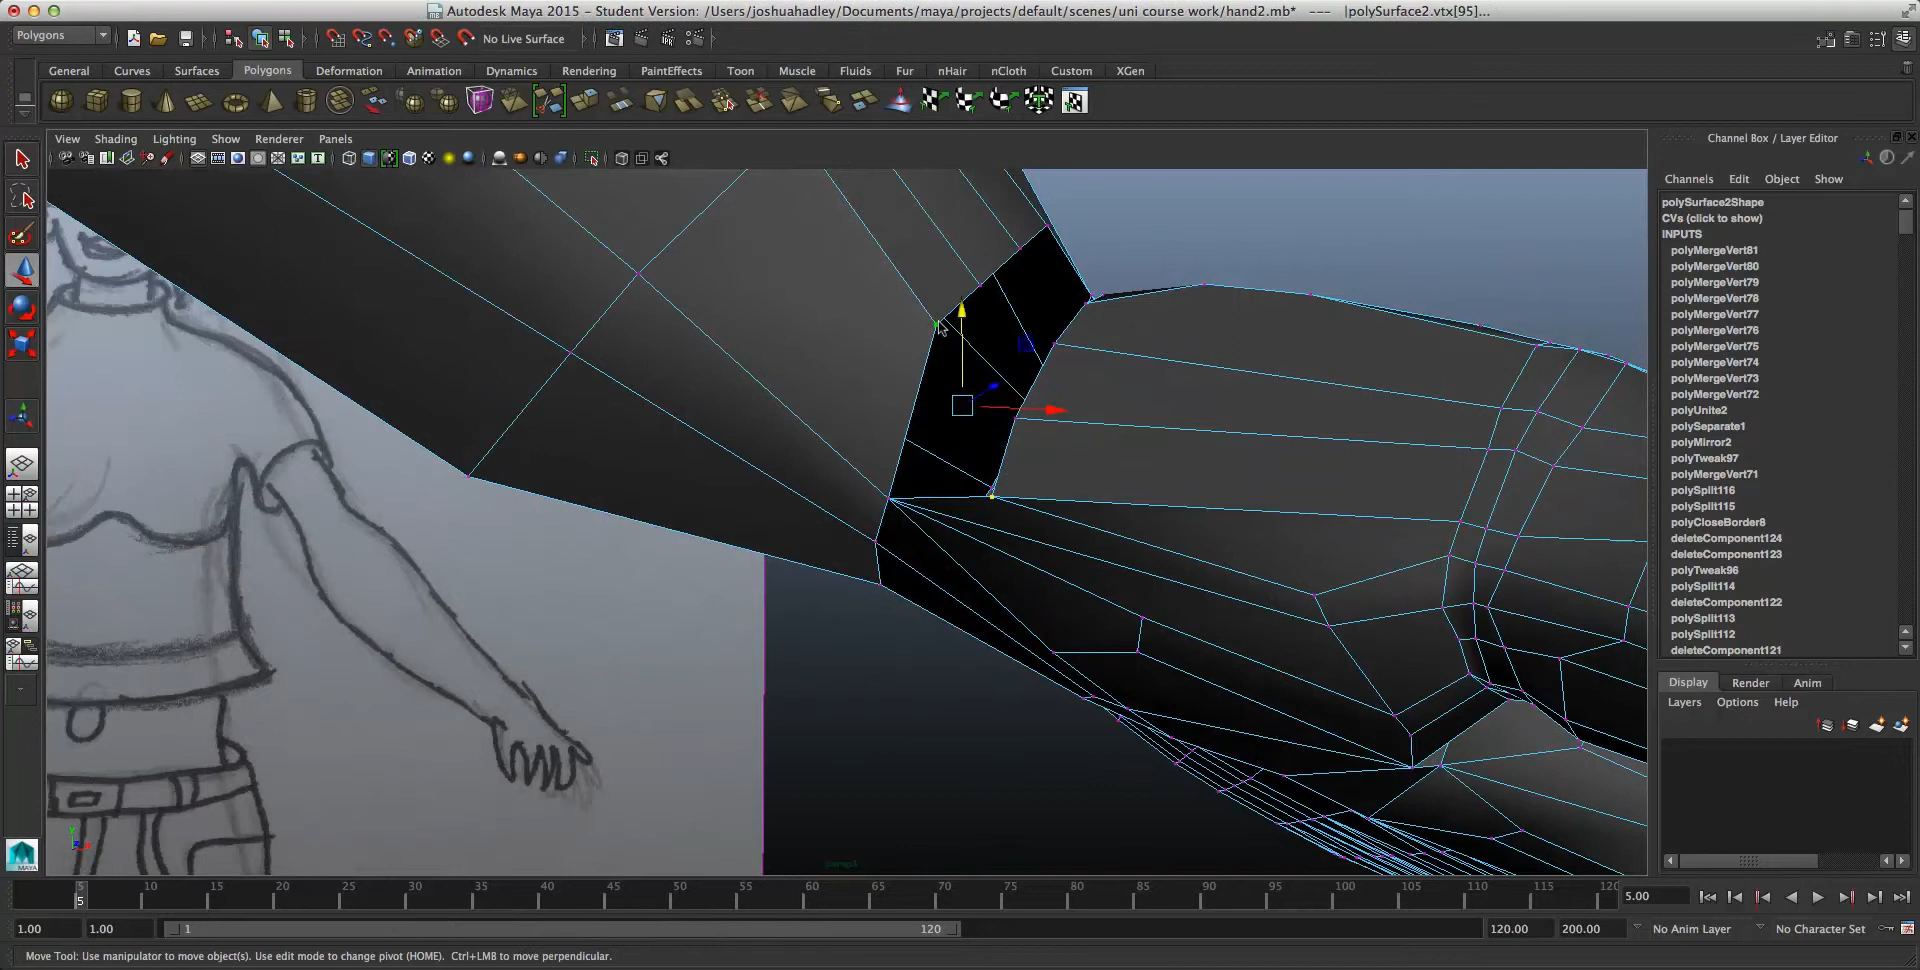 Autodesk Maya 2015 - Student Version: /Users/joshuahadley/Documents/maya/projects/default/scenes/uni course work/hand2.mb* --- |polySurface2.vtx[95]...
Polygons No Live Surface
General Curves Surfaces Polygons Deformation Animation Dynamics Rendering PaintEffects Toon Muscle Fluids Fur nHair nCloth Custom XGen
View Shading Lighting Show Renderer Panels
Channel Box / Layer Editor
Channels Edit Object Show
polySurface2Shape
CVs (click to show)
INPUTS
polyMergeVert81
polyMergeVert80
polyMergeVert79
polyMergeVert78
polyMergeVert77
polyMergeVert76
polyMergeVert75
polyMergeVert74
polyMergeVert73
polyMergeVert72
polyUnite2
polySeparate1
polyMirror2
polyTweak97
polyMergeVert71
polySplit116
polySplit115
polyCloseBorder8
deleteComponent124
deleteComponent123
polyTweak96
polySplit114
deleteComponent122
polySplit113
polySplit112
deleteComponent121
Display Render Anim
Layers Options Help
MAYA
persp1
5 10 15 20 25 30 35 40 45 50 55 60 65 70 75 80 85 90 95 100 105 110 115 120
5
5.00
1.00 1.00 1 120 120.00 200.00 No Anim Layer No Character Set
Move Tool: Use manipulator to move object(s). Use edit mode to change pivot (HOME). Ctrl+LMB to move perpendicular.